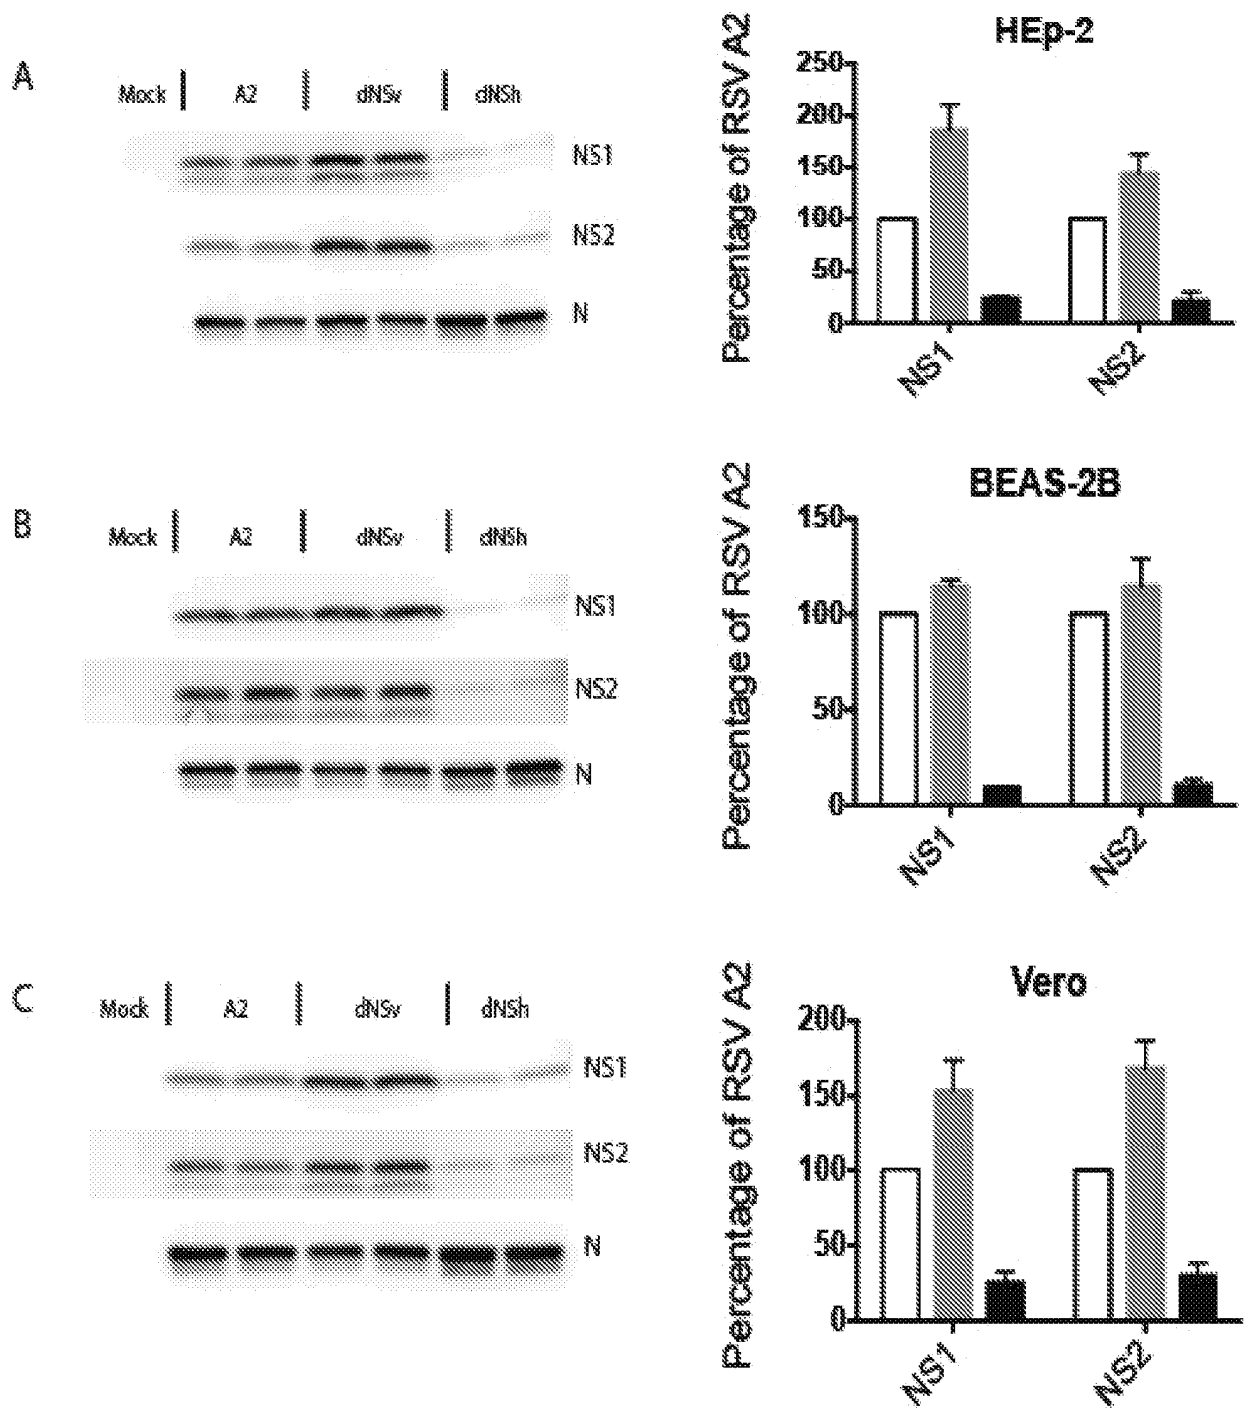 A
Mock | A2 | dNSv | dNSh
NS1
NS2
N
HEp-2
Percentage of RSV A2
250
200
150
100
50
0
NS1
NS2
B
Mock | A2 | dNSv | dNSh
NS1
NS2
N
BEAS-2B
Percentage of RSV A2
150
100
50
0
NS1
NS2
C
Mock | A2 | dNSv | dNSh
NS1
NS2
N
Vero
Percentage of RSV A2
200
150
100
50
0
NS1
NS2